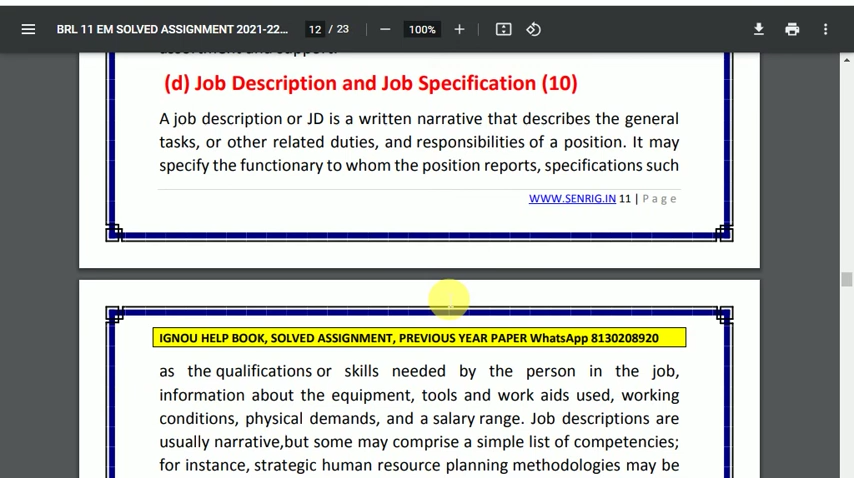 BRL 11 EM SOLVED ASSIGNMENT 2021-22... 12 / 23 100%
assortment and support.
(d) Job Description and Job Specification (10)
A job description or JD is a written narrative that describes the general
tasks, or other related duties, and responsibilities of a position. It may
specify the functionary to whom the position reports, specifications such
WWW.SENRIG.IN 11 | Page
IGNOU HELP BOOK, SOLVED ASSIGNMENT, PREVIOUS YEAR PAPER WhatsApp 8130208920
as the qualifications or skills needed by the person in the job,
information about the equipment, tools and work aids used, working
conditions, physical demands, and a salary range. Job descriptions are
usually narrative,but some may comprise a simple list of competencies;
for instance, strategic human resource planning methodologies may be